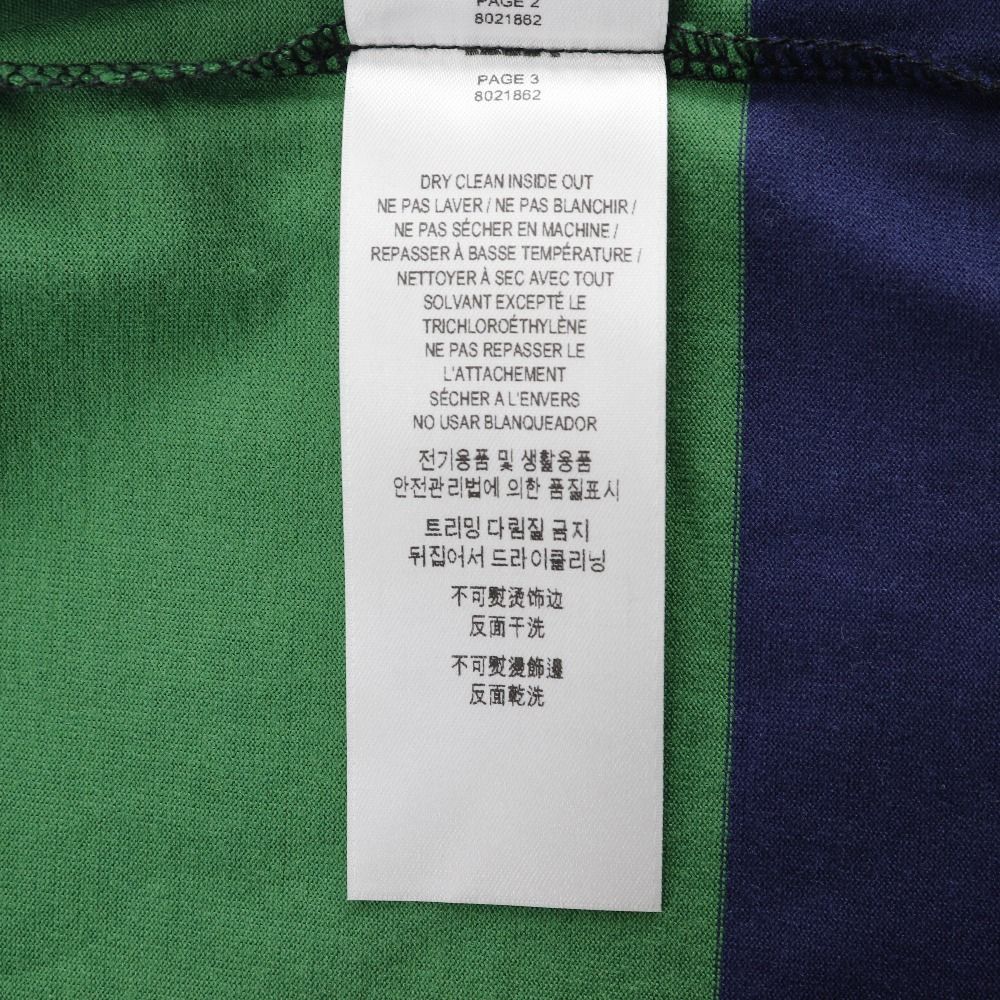 PAGE 2
8021862
PAGE 3
8021862
DRY CLEAN INSIDE OUT
NE PAS LAVER / NE PAS BLANCHIR /
NE PAS SÉCHER EN MACHINE /
REPASSER À BASSE TEMPÉRATURE /
NETTOYER À SEC AVEC TOUT
SOLVANT EXCEPTÉ LE
TRICHLOROÉTHYLÈNE
NE PAS REPASSER LE
L'ATTACHEMENT
SÉCHER A L'ENVERS
NO USAR BLANQUEADOR
전기용품 및 생활용품
안전관리법에 의한 품질표시
트리밍 다림질 금지
뒤집어서 드라이클리닝
不可熨烫饰边
反面干洗
不可熨燙飾邊
反面乾洗